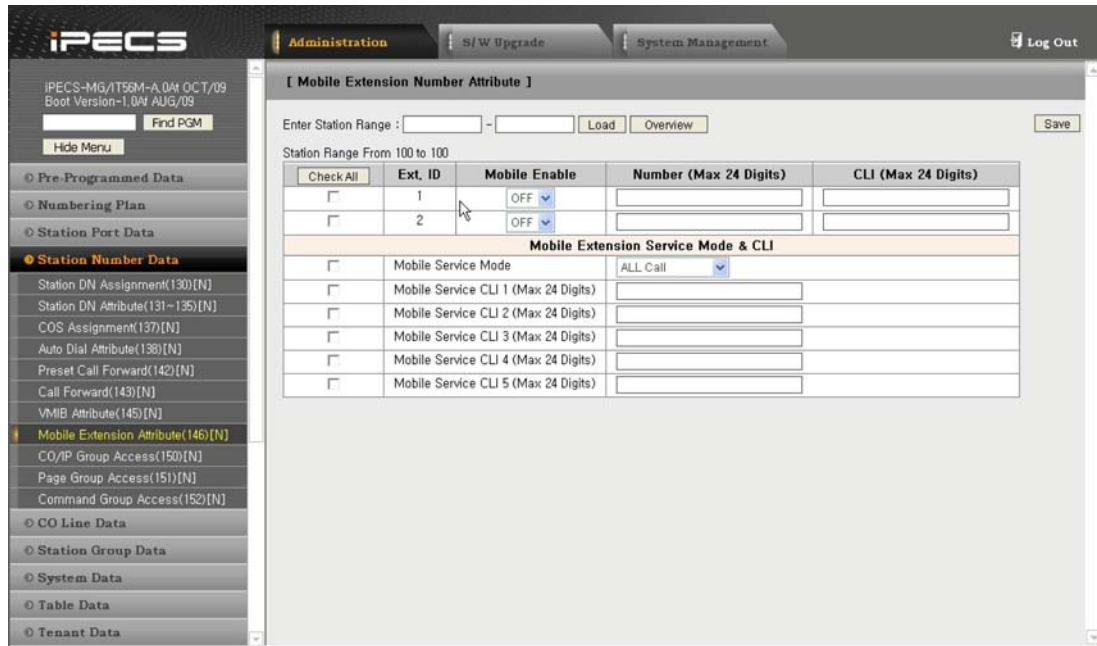 iPECS
Administration
S/W Upgrade
System Management
Log Out
iPECS-MG/IT56M-A.0Af OCT/09
Boot Version-1.0Af AUG/09
Find PGM
Hide Menu
Pre-Programmed Data
Numbering Plan
Station Port Data
Station Number Data
Station DN Assignment(130)[N]
Station DN Attribute(131~135)[N]
COS Assignment(137)[N]
Auto Dial Attribute(138)[N]
Preset Call Forward(142)[N]
Call Forward(143)[N]
VMIB Attribute(145)[N]
Mobile Extension Attribute(146)[N]
CO/IP Group Access(150)[N]
Page Group Access(151)[N]
Command Group Access(152)[N]
CO Line Data
Station Group Data
System Data
Table Data
Tenant Data
[ Mobile Extension Number Attribute ]
Enter Station Range : - Load Overview Save
Station Range From 100 to 100
Check All Ext. ID Mobile Enable Number (Max 24 Digits) CLI (Max 24 Digits)
1 OFF
2 OFF
Mobile Extension Service Mode & CLI
Mobile Service Mode ALL Call
Mobile Service CLI 1 (Max 24 Digits)
Mobile Service CLI 2 (Max 24 Digits)
Mobile Service CLI 3 (Max 24 Digits)
Mobile Service CLI 4 (Max 24 Digits)
Mobile Service CLI 5 (Max 24 Digits)